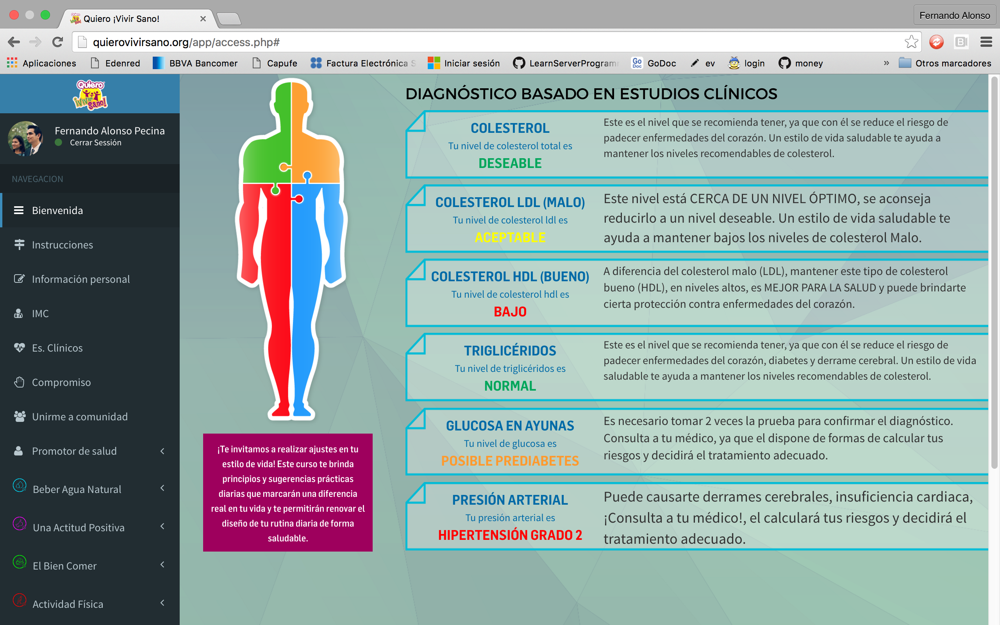 Quiero ¡Vivir Sano!
Fernando Alonso
quierovivirsano.org/app/access.php#
Aplicaciones
Edenred
BBVA Bancomer
Capufe
Factura Electrónica
Iniciar sesión
LearnServerProgram
Go
Doc
GoDoc
ev
login
money
»
Otros marcadores
Quiero
¡Vivir
Sano!
Fernando Alonso Pecina
Cerrar Sessión
NAVEGACION
Bienvenida
Instrucciones
Información personal
IMC
Es. Clínicos
Compromiso
Unirme a comunidad
Promotor de salud
Beber Agua Natural
Una Actitud Positiva
El Bien Comer
Actividad Física
¡Te invitamos a realizar ajustes en tu
estilo de vida! Este curso te brinda
principios y sugerencias prácticas
diarias que marcarán una diferencia
real en tu vida y te permitirán renovar el
diseño de tu rutina diaria de forma
saludable.
DIAGNÓSTICO BASADO EN ESTUDIOS CLÍNICOS
COLESTEROL
Tu nivel de colesterol total es
DESEABLE
Este es el nivel que se recomienda tener, ya que con él se reduce el riesgo de
padecer enfermedades del corazón. Un estilo de vida saludable te ayuda a
mantener los niveles recomendables de colesterol.
COLESTEROL LDL (MALO)
Tu nivel de colesterol ldl es
ACEPTABLE
Este nivel está CERCA DE UN NIVEL ÓPTIMO, se aconseja
reducirlo a un nivel deseable. Un estilo de vida saludable te
ayuda a mantener bajos los niveles de colesterol Malo.
COLESTEROL HDL (BUENO)
Tu nivel de colesterol hdl es
BAJO
A diferencia del colesterol malo (LDL), mantener este tipo de colesterol
bueno (HDL), en niveles altos, es MEJOR PARA LA SALUD y puede brindarte
cierta protección contra enfermedades del corazón.
TRIGLICÉRIDOS
Tu nivel de triglicéridos es
NORMAL
Este es el nivel que se recomienda tener, ya que con él se reduce el riesgo de
padecer enfermedades del corazón, diabetes y derrame cerebral. Un estilo de vida
saludable te ayuda a mantener los niveles recomendables de colesterol.
GLUCOSA EN AYUNAS
Tu nivel de glucosa es
POSIBLE PREDIABETES
Es necesario tomar 2 veces la prueba para confirmar el diagnóstico.
Consulta a tu médico, ya que el dispone de formas de calcular tus
riesgos y decidirá el tratamiento adecuado.
PRESIÓN ARTERIAL
Tu presión arterial es
HIPERTENSIÓN GRADO 2
Puede causarte derrames cerebrales, insuficiencia cardiaca,
¡Consulta a tu médico!, el calculará tus riesgos y decidirá el
tratamiento adecuado.